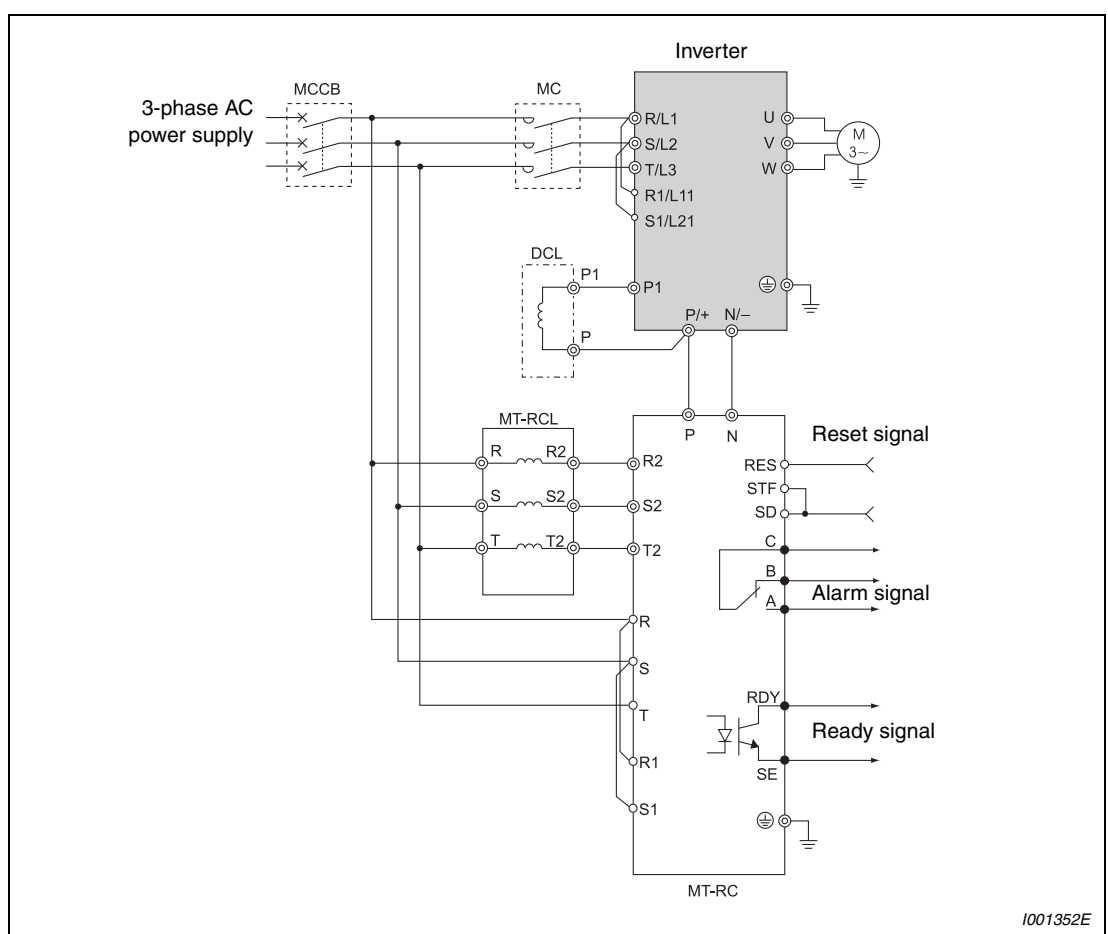 Inverter
MCCB
MC
3-phase AC
power supply
R/L1
S/L2
T/L3
R1/L11
S1/L21
U
V
W
M
3~
DCL
P1
P
P1
P/+ N/–
MT-RCL
R R2
S S2
T T2
P N
R2
S2
T2
R
S
T
R1
S1
RES
STF
SD
C
B
A
RDY
SE
Reset signal
Alarm signal
Ready signal
MT-RC
I001352E